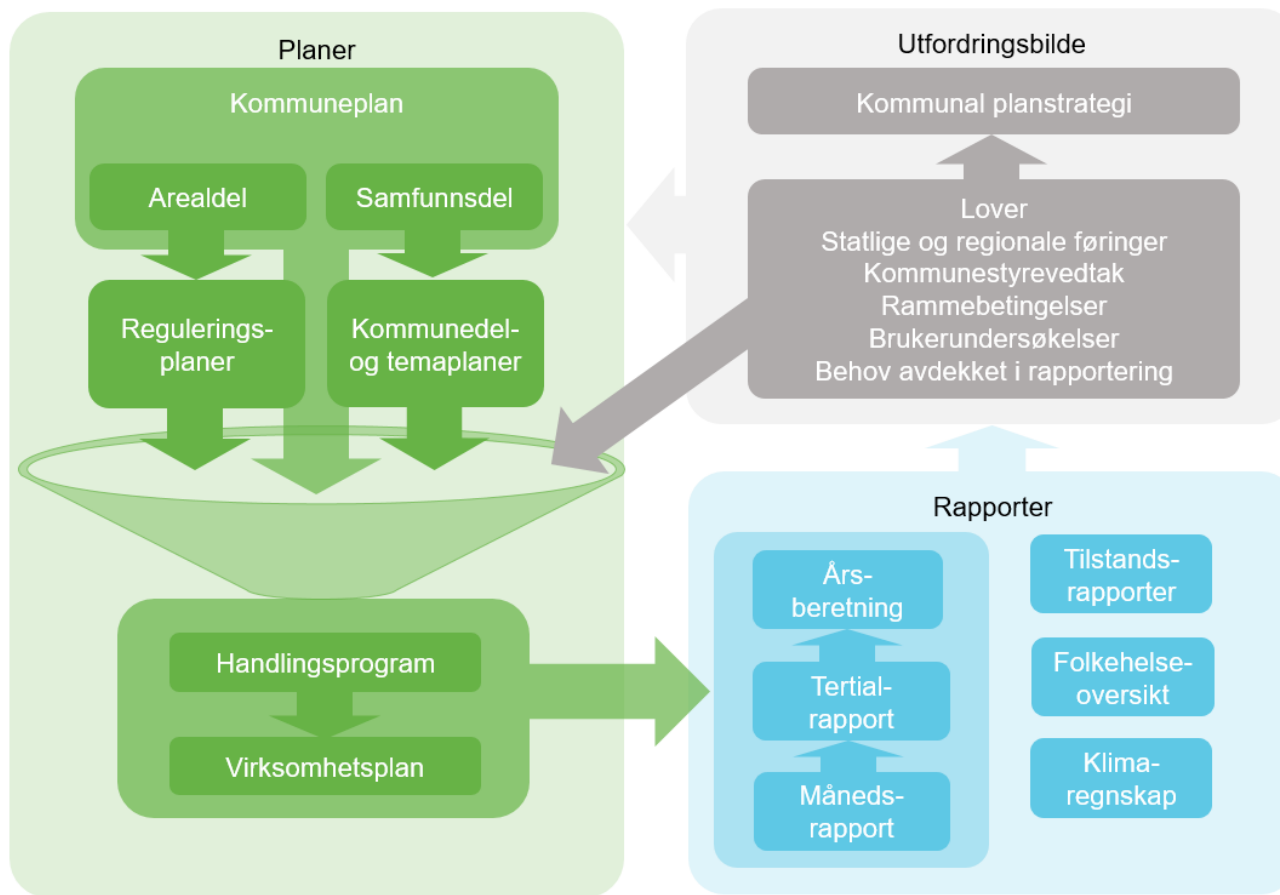 Planer
Kommuneplan
Arealdel
Samfunnsdel
Regulerings-
planer
Kommunedel-
og temaplaner
Handlingsprogram
Virksomhetsplan
Utfordringsbilde
Kommunal planstrategi
Lover
Statlige og regionale føringer
Kommunestyrevedtak
Rammebetingelser
Brukerundersøkelser
Behov avdekket i rapportering
Rapporter
Års-
beretning
Tertial-
rapport
Måneds-
rapport
Tilstands-
rapporter
Folkehelse-
oversikt
Klima-
regnskap